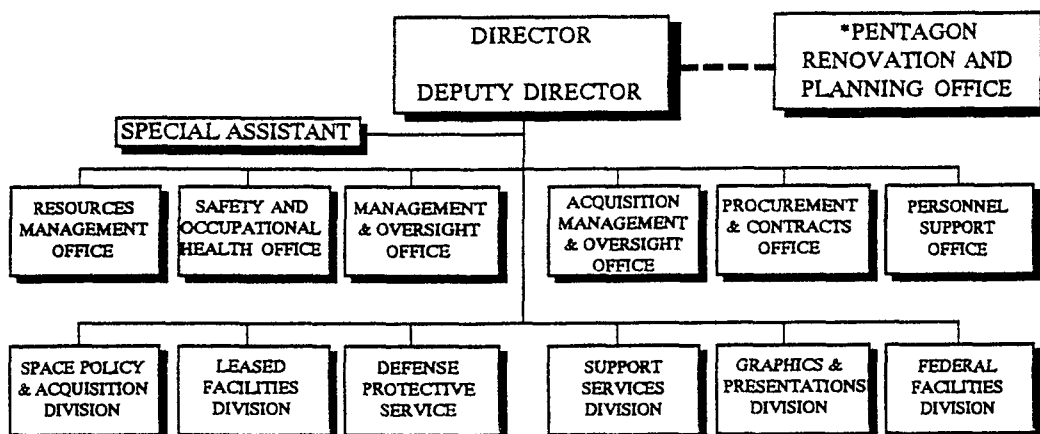 DIRECTOR
DEPUTY DIRECTOR
*PENTAGON
RENOVATION AND
PLANNING OFFICE
SPECIAL ASSISTANT
RESOURCES
MANAGEMENT
OFFICE
SAFETY AND
OCCUPATIONAL
HEALTH OFFICE
MANAGEMENT
& OVERSIGHT
OFFICE
ACQUISITION
MANAGEMENT
& OVERSIGHT
OFFICE
PROCUREMENT
& CONTRACTS
OFFICE
PERSONNEL
SUPPORT
OFFICE
SPACE POLICY
& ACQUISITION
DIVISION
LEASED
FACILITIES
DIVISION
DEFENSE
PROTECTIVE
SERVICE
SUPPORT
SERVICES
DIVISION
GRAPHICS &
PRESENTATIONS
DIVISION
FEDERAL
FACILITIES
DIVISION